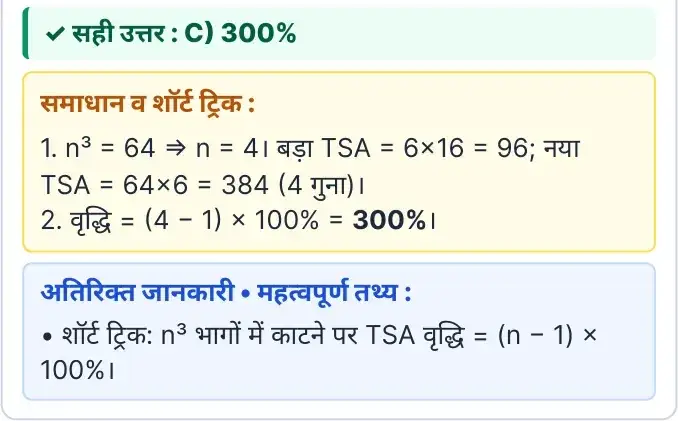 ✓ सही उत्तर : C) 300%
समाधान व शॉर्ट ट्रिक :
1. n³ = 64 ⇒ n = 4। बड़ा TSA = 6×16 = 96; नया
TSA = 64×6 = 384 (4 गुना)।
2. वृद्धि = (4 − 1) × 100% = 300%।
अतिरिक्त जानकारी • महत्वपूर्ण तथ्य :
• शॉर्ट ट्रिक: n³ भागों में काटने पर TSA वृद्धि = (n − 1) ×
100%।